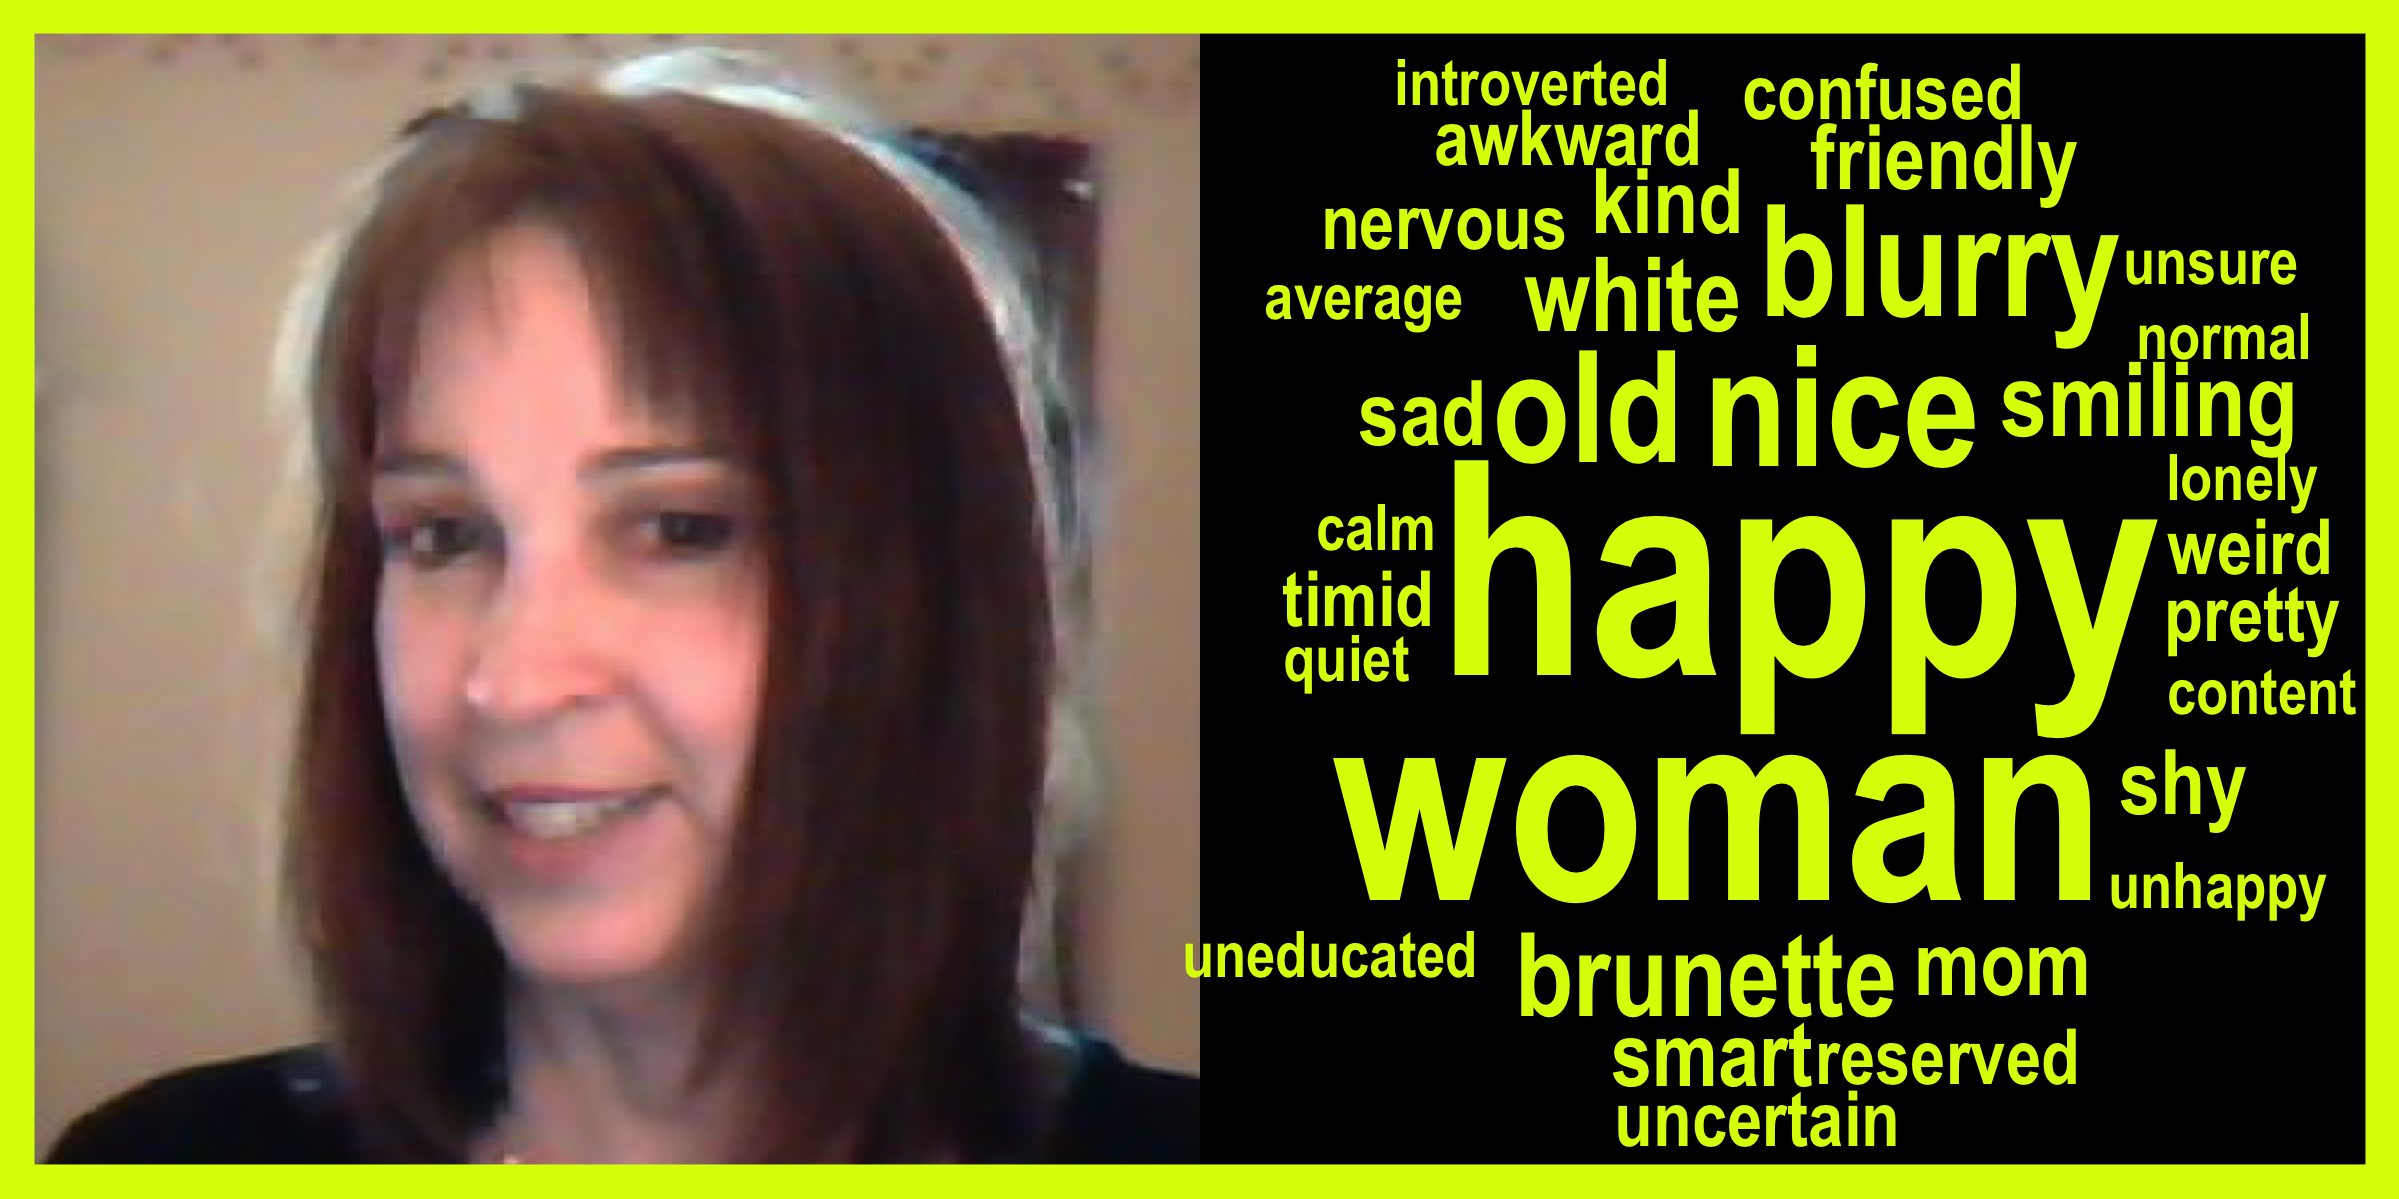 introverted confused
awkward friendly
nervous kind blurry unsure
average white normal
sad old nice smiling
lonely
calm happy weird
timid pretty
quiet content
woman shy
unhappy
uneducated brunette mom
smart reserved
uncertain